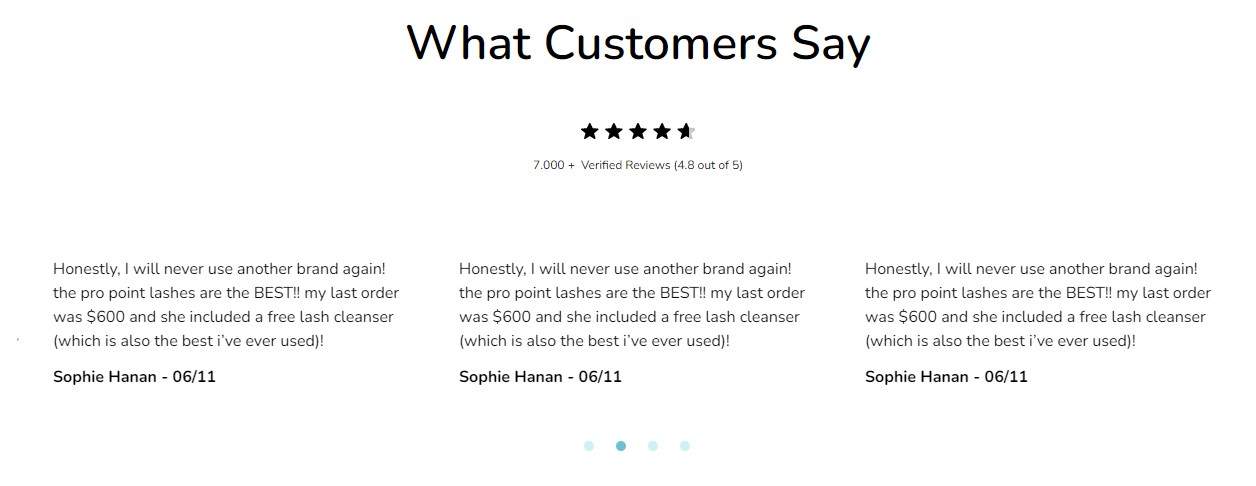 What Customers Say
7.000 + Verified Reviews (4.8 out of 5)
Honestly, I will never use another brand again!
the pro point lashes are the BEST!! my last order
was $600 and she included a free lash cleanser
(which is also the best i've ever used)!
Sophie Hanan - 06/11
Honestly, I will never use another brand again!
the pro point lashes are the BEST!! my last order
was $600 and she included a free lash cleanser
(which is also the best i've ever used)!
Sophie Hanan - 06/11
Honestly, I will never use another brand again!
the pro point lashes are the BEST!! my last order
was $600 and she included a free lash cleanser
(which is also the best i've ever used)!
Sophie Hanan - 06/11